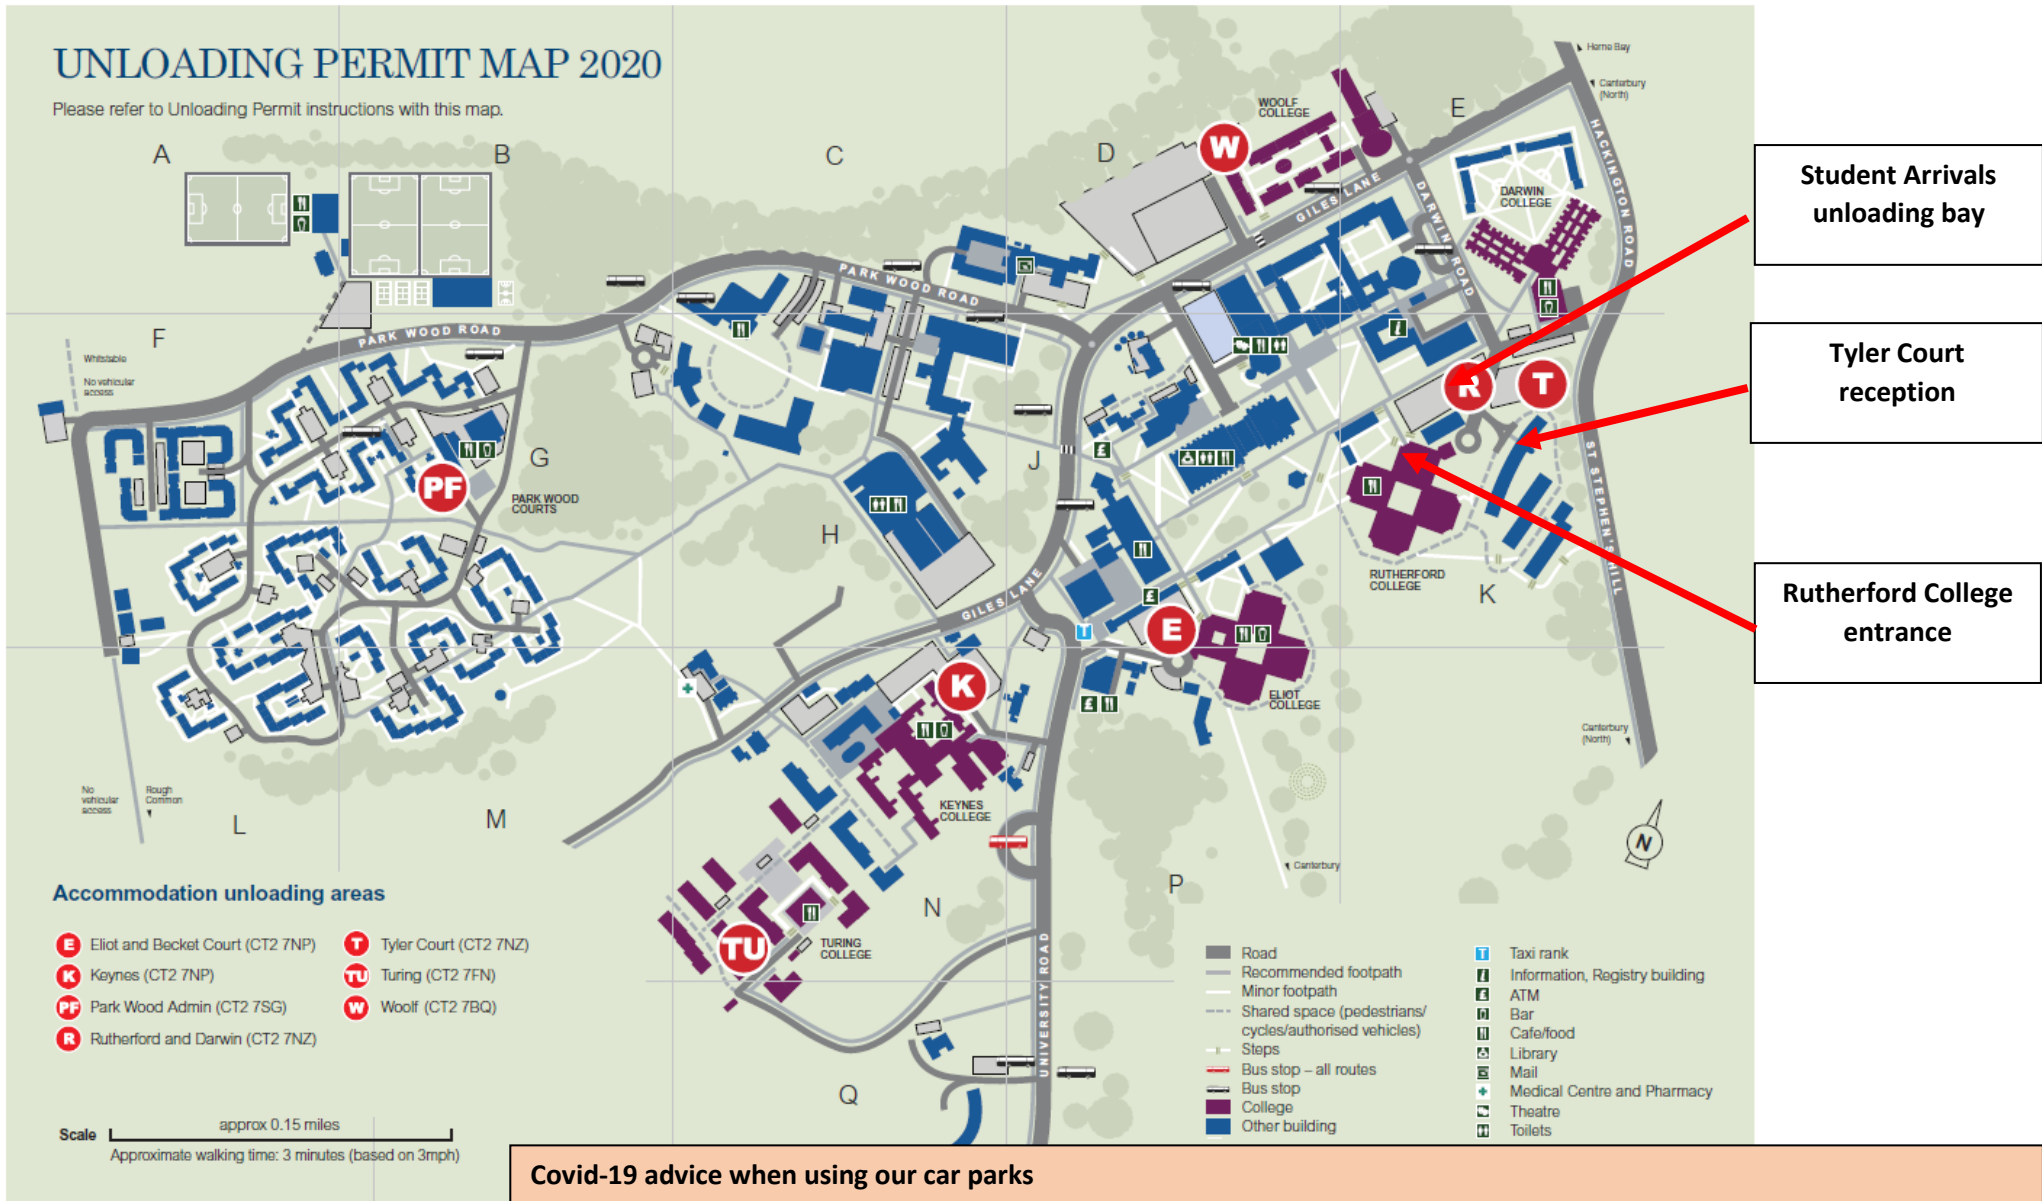 UNLOADING PERMIT MAP 2020
Please refer to Unloading Permit instructions with this map.
A
B
C
D
E
F
G
H
J
K
L
M
N
P
Q
Herne Bay
Canterbury
(North)
HACKINGTON ROAD
WOOLF
COLLEGE
W
GILES LANE
DARWIN ROAD
DARWIN
COLLEGE
PARK WOOD ROAD
PARK WOOD ROAD
Whitstable
No vehicular
access
PF
PARK WOOD
COURTS
R
T
ST STEPHEN'S HILL
RUTHERFORD
COLLEGE
GILES LANE
T
E
ELIOT
COLLEGE
K
KEYNES
COLLEGE
Canterbury
(North)
No
vehicular
access
Rough
Common
N
Canterbury
TU
TURING
COLLEGE
UNIVERSITY ROAD
Student Arrivals
unloading bay
Tyler Court
reception
Rutherford College
entrance
Accommodation unloading areas
E Eliot and Becket Court (CT2 7NP)
K Keynes (CT2 7NP)
PF Park Wood Admin (CT2 7SG)
R Rutherford and Darwin (CT2 7NZ)
T Tyler Court (CT2 7NZ)
TU Turing (CT2 7FN)
W Woolf (CT2 7BQ)
Scale
approx 0.15 miles
Approximate walking time: 3 minutes (based on 3mph)
Road
Recommended footpath
Minor footpath
Shared space (pedestrians/
cycles/authorised vehicles)
Steps
Bus stop – all routes
Bus stop
College
Other building
T Taxi rank
i Information, Registry building
£ ATM
Bar
Cafe/food
Library
Mail
Medical Centre and Pharmacy
Theatre
Toilets
Covid-19 advice when using our car parks